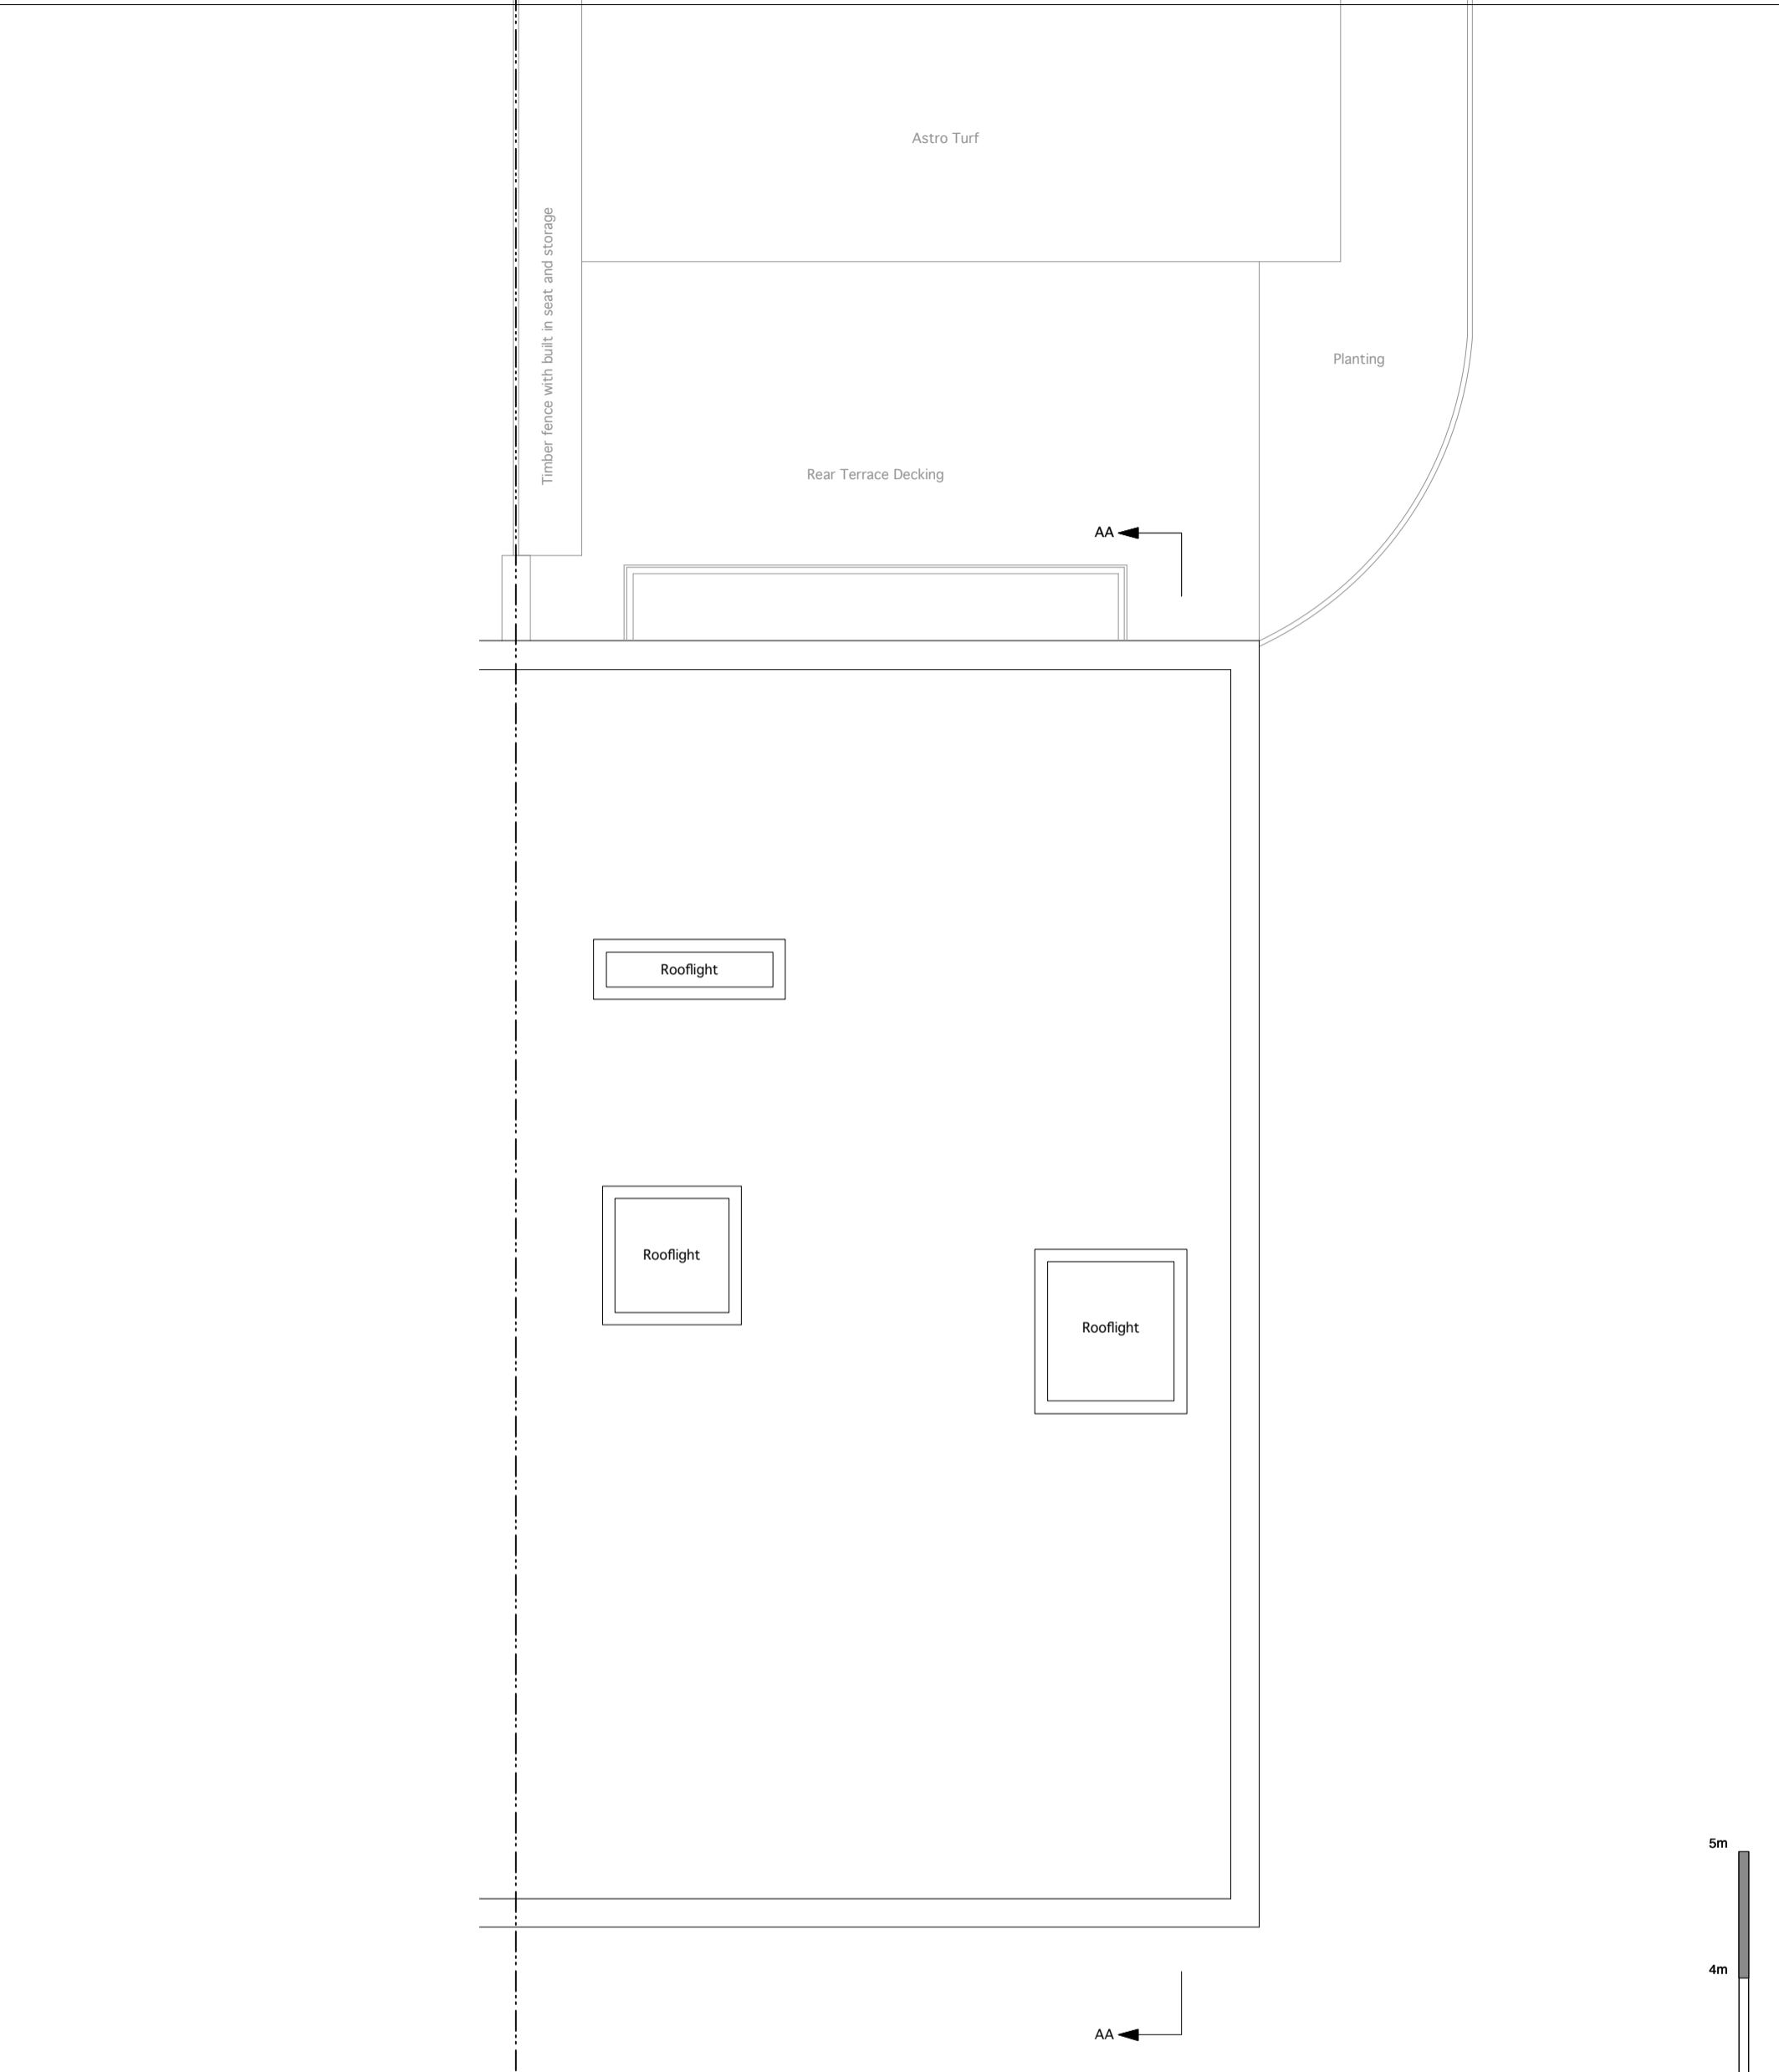 Astro Turf
Timber fence with built in seat and storage
Planting
Rear Terrace Decking
AA
Rooflight
Rooflight
Rooflight
5m
4m
AA